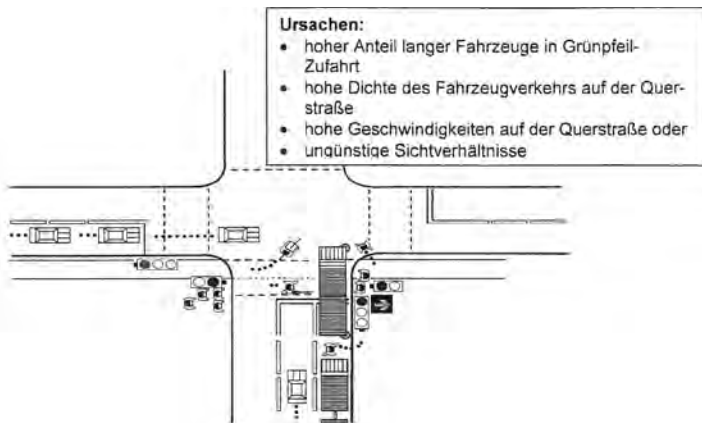 Ursachen:
• hoher Anteil langer Fahrzeuge in Grünpfeil-
Zufahrt
• hohe Dichte des Fahrzeugverkehrs auf der Quer-
straße
• hohe Geschwindigkeiten auf der Querstraße oder
• ungünstige Sichtverhältnisse